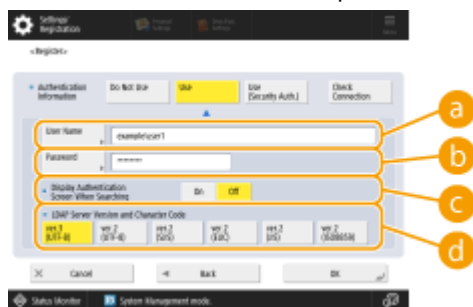 Settings/
Registration
<Register>
Authentication
Information
Do Not Use
Use
Use
(Security Auth.)
Check
Connection
a
User Name
example\user1
b
Password
********
c
Display Authentication
Screen When Searching
On
Off
d
LDAP Server Version and Character Code
ver.3
(UTF-8)
ver.2
(UTF-8)
ver.2
(SJIS)
ver.2
(EUC)
ver.2
(JIS)
ver.2
(ISO8859)
Cancel
Back
OK
Status Monitor
System Management mode.